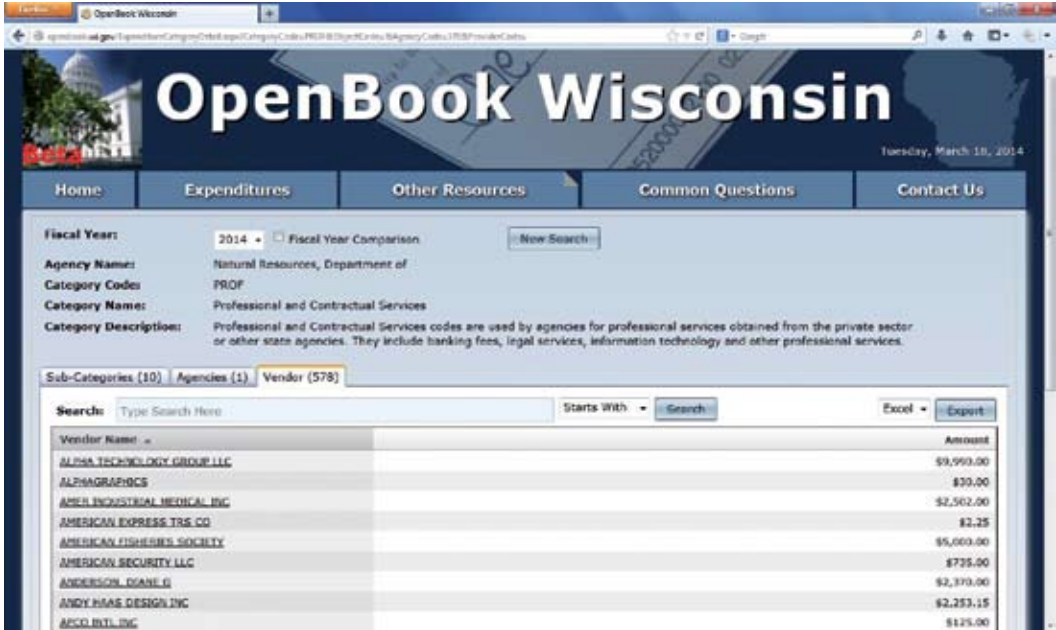 OpenBook Wisconsin
OpenBook Wisconsin
Beta
Tuesday, March 18, 2014
Home Expenditures Other Resources Common Questions Contact Us
Fiscal Year: 2014 Fiscal Year Comparison New Search
Agency Name: Natural Resources, Department of
Category Code: PROF
Category Name: Professional and Contractual Services
Category Description: Professional and Contractual Services codes are used by agencies for professional services obtained from the private sector
or other state agencies. They include banking fees, legal services, information technology and other professional services.
Sub-Categories (10) Agencies (1) Vendor (578)
Search: Type Search Here Starts With Search Excel Export
Vendor Name Amount
ALPHA TECHNOLOGY GROUP LLC $9,990.00
ALPHAGRAPHICS $30.00
AMER INDUSTRIAL MEDICAL INC $2,502.00
AMERICAN EXPRESS TRS CO $2.25
AMERICAN FISHERIES SOCIETY $5,000.00
AMERICAN SECURITY LLC $735.00
ANDERSON, DIANE G $2,370.00
ANDY HAAS DESIGN INC $2,253.15
APCO INTL INC $125.00